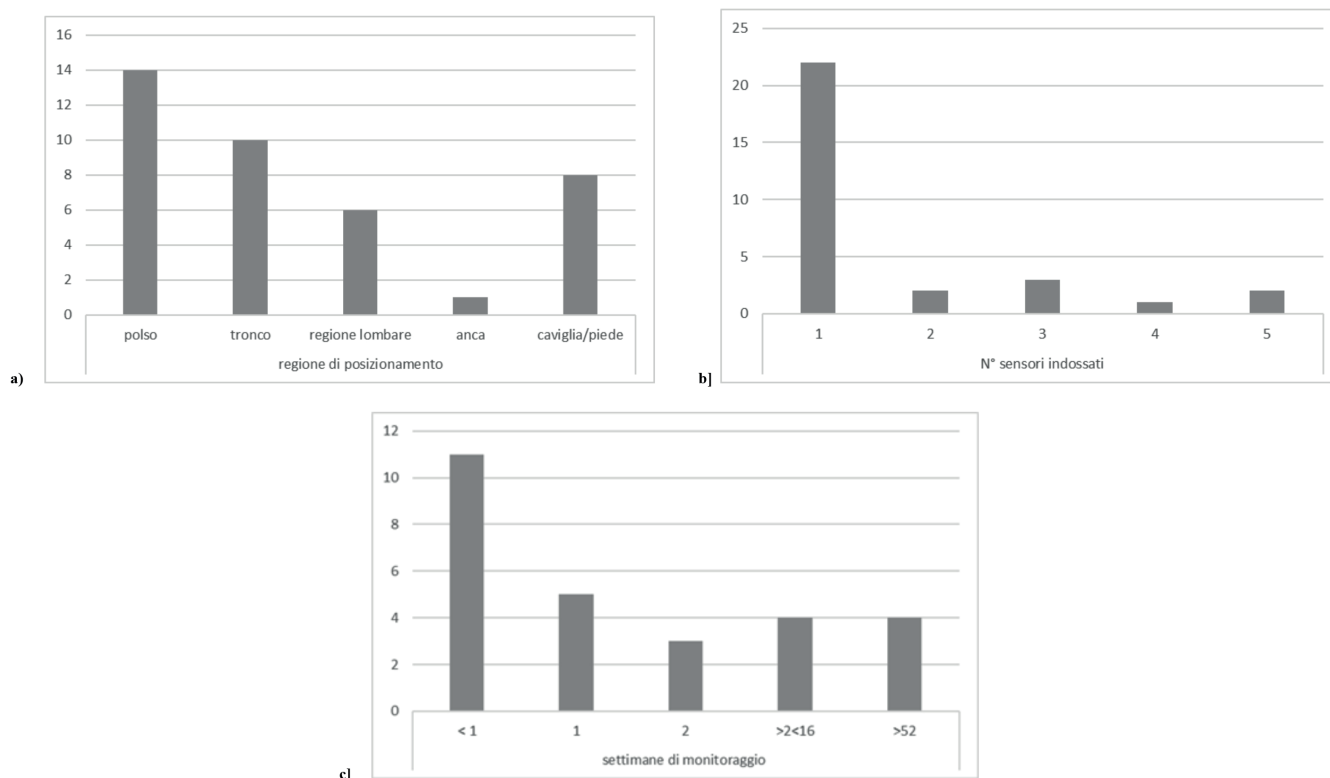 16
14
12
10
8
6
4
2
0
polso tronco regione lombare anca caviglia/piede
regione di posizionamento
a)
25
20
15
10
5
0
1 2 3 4 5
N° sensori indossati
b]
12
10
8
6
4
2
0
< 1 1 2 >2<16 >52
settimane di monitoraggio
c]